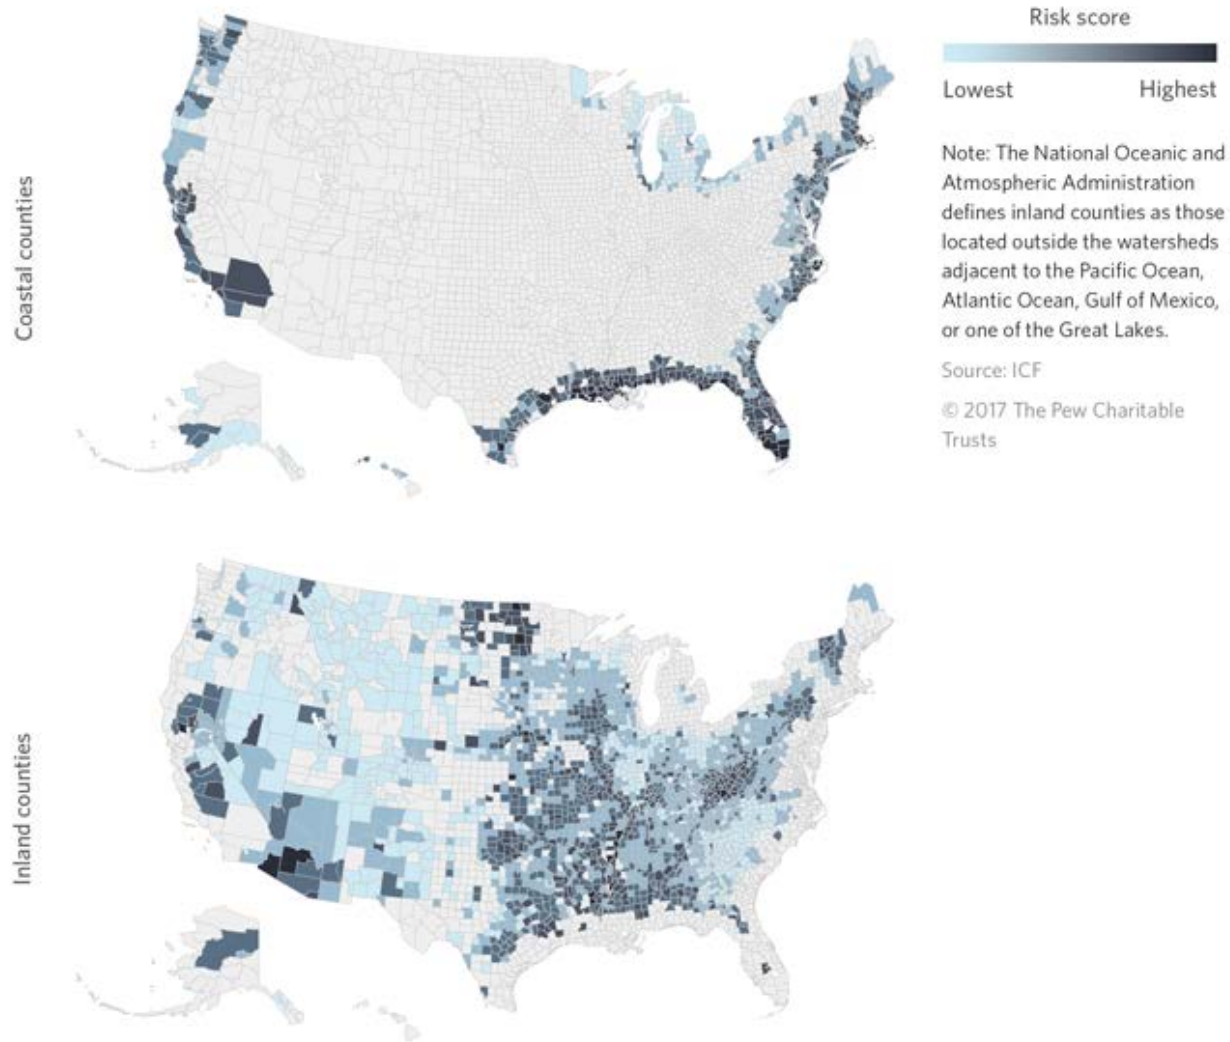 Risk score
Lowest Highest
Note: The National Oceanic and
Atmospheric Administration
defines inland counties as those
located outside the watersheds
adjacent to the Pacific Ocean,
Atlantic Ocean, Gulf of Mexico,
or one of the Great Lakes.
Source: ICF
© 2017 The Pew Charitable
Trusts
Coastal counties
Inland counties